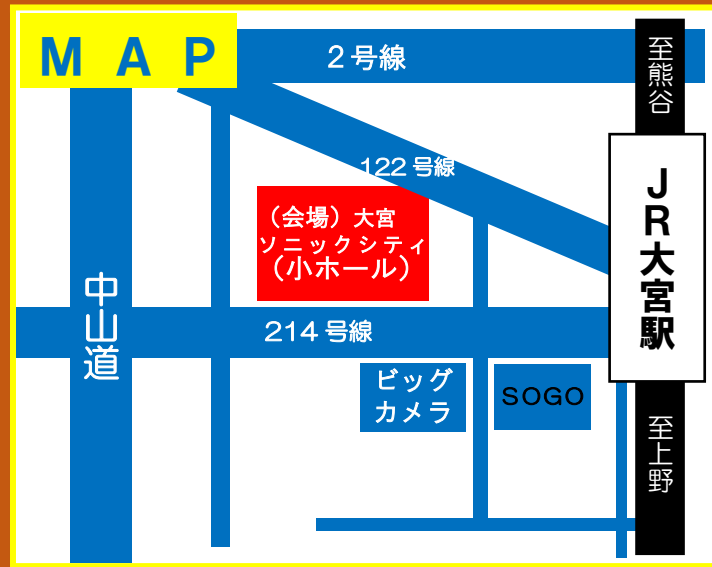 MAP
2号線
至熊谷
122号線
(会場)大宮
ソニックシティ
(小ホール)
JR大宮駅
中山道
214号線
ビッグ
カメラ
SOGO
至上野